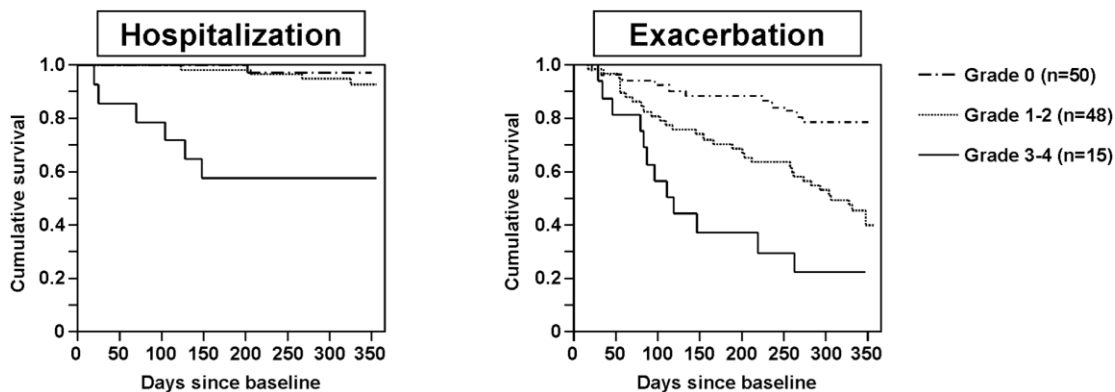 Hospitalization
Exacerbation
Cumulative survival
1.0
0.8
0.6
0.4
0.2
0
0 50 100 150 200 250 300 350
Days since baseline
Cumulative survival
1.0
0.8
0.6
0.4
0.2
0
0 50 100 150 200 250 300 350
Days since baseline
Grade 0 (n=50)
Grade 1-2 (n=48)
Grade 3-4 (n=15)